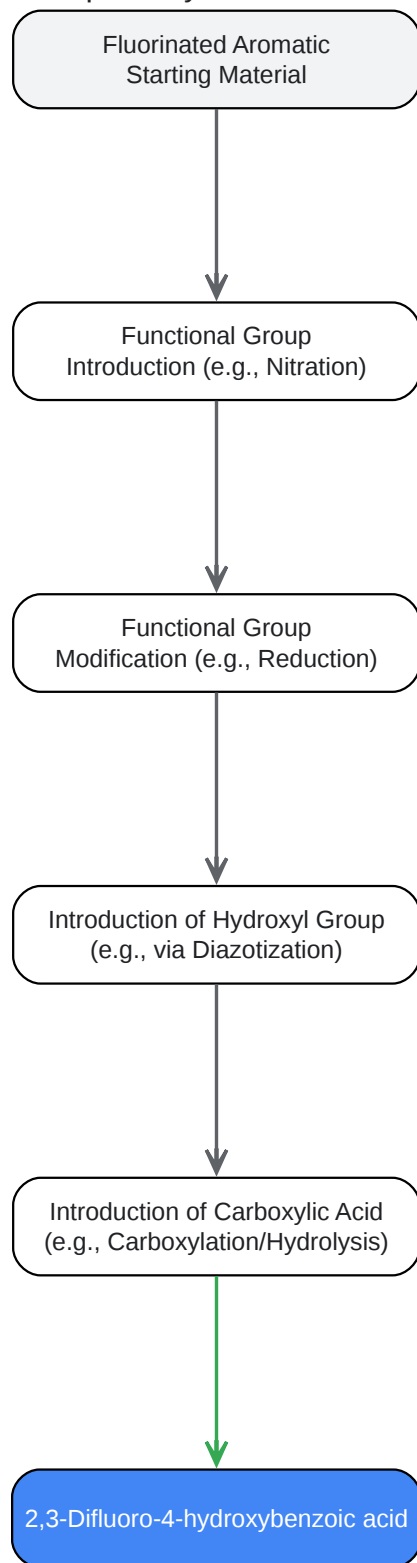 Fluorinated Aromatic
Starting Material
Functional Group
Introduction (e.g., Nitration)
Functional Group
Modification (e.g., Reduction)
Introduction of Hydroxyl Group
(e.g., via Diazotization)
Introduction of Carboxylic Acid
(e.g., Carboxylation/Hydrolysis)
2,3-Difluoro-4-hydroxybenzoic acid